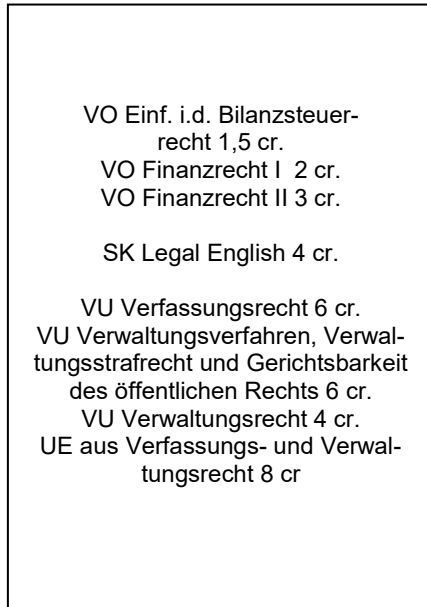 VO Einf. i.d. Bilanzsteuer-
recht 1,5 cr.
VO Finanzrecht I  2 cr.
VO Finanzrecht II 3 cr.
SK Legal English 4 cr.
VU Verfassungsrecht 6 cr.
VU Verwaltungsverfahren, Verwal-
tungsstrafrecht und Gerichtsbarkeit
des öffentlichen Rechts 6 cr.
VU Verwaltungsrecht 4 cr.
UE aus Verfassungs- und Verwal-
tungsrecht 8 cr